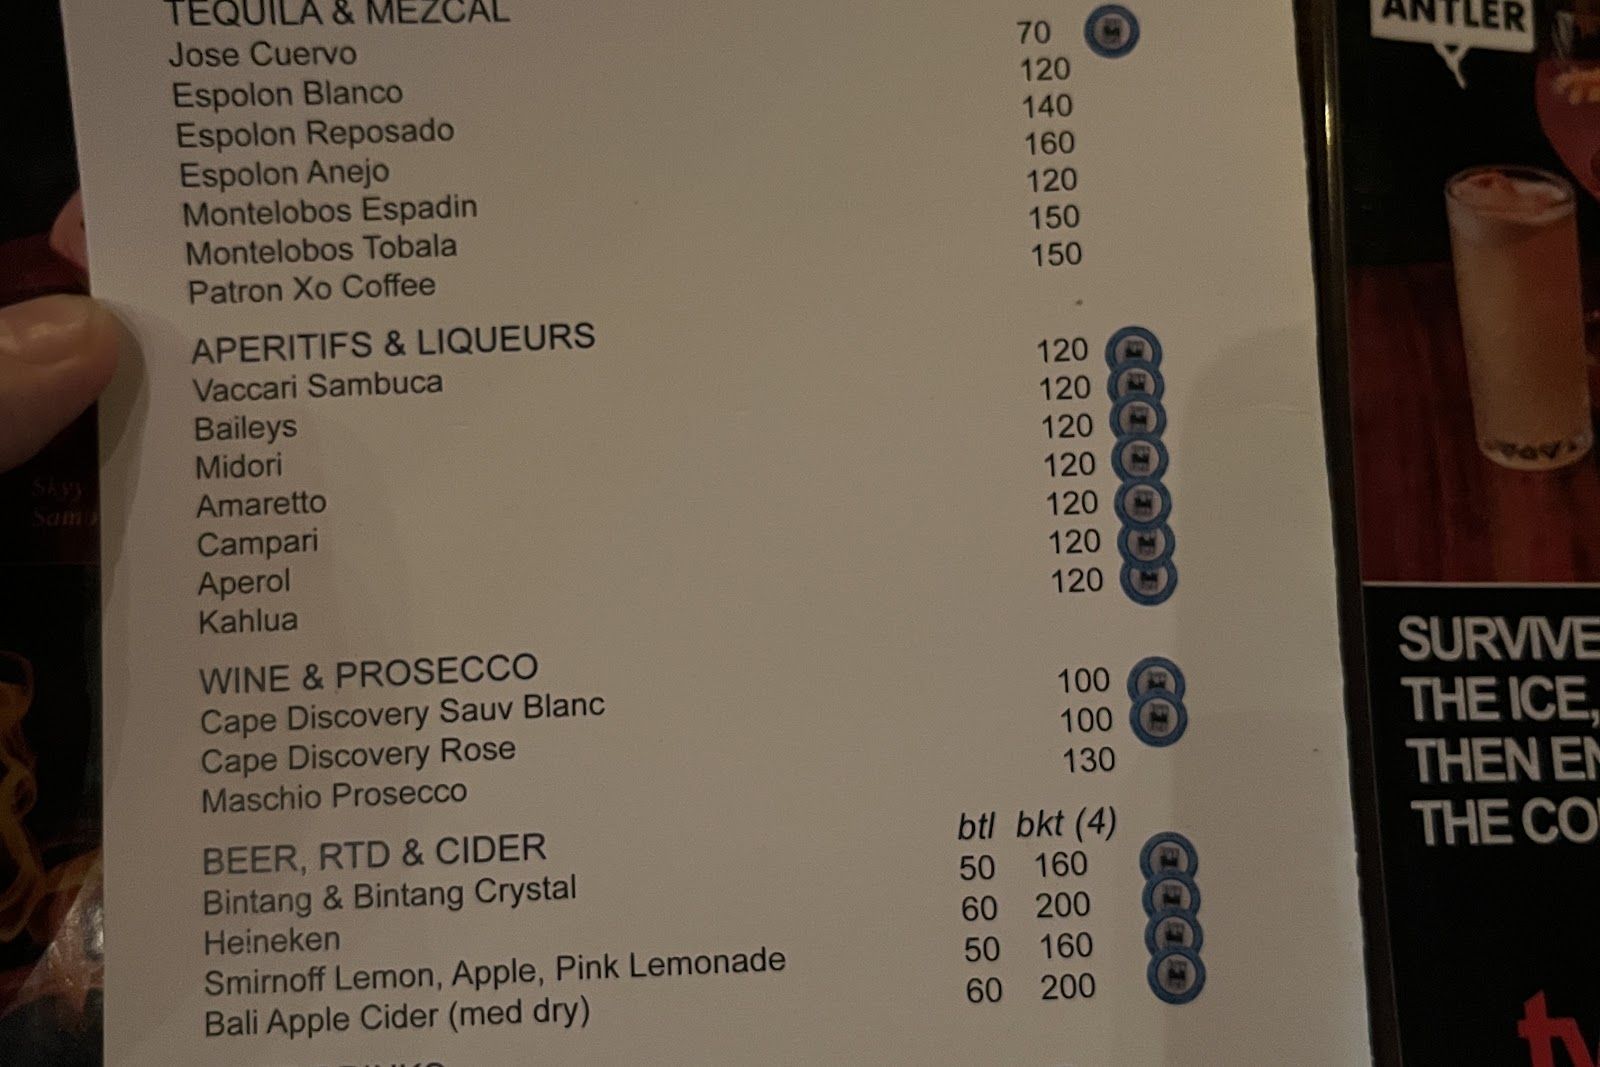 TEQUILA & MEZCAL
Jose Cuervo 70
Espolon Blanco 120
Espolon Reposado 140
Espolon Anejo 160
Montelobos Espadin 120
Montelobos Tobala 150
Patron Xo Coffee 150
APERITIFS & LIQUEURS
Vaccari Sambuca 120
Baileys 120
Midori 120
Amaretto 120
Campari 120
Aperol 120
Kahlua 120
WINE & PROSECCO
Cape Discovery Sauv Blanc 100
Cape Discovery Rose 100
Maschio Prosecco 130
BEER, RTD & CIDER btl bkt (4)
Bintang & Bintang Crystal 50 160
Heineken 60 200
Smirnoff Lemon, Apple, Pink Lemonade 50 160
Bali Apple Cider (med dry) 60 200
ANTLER
SURVIVE
THE ICE,
THEN EN
THE CO
Skyy
Sam